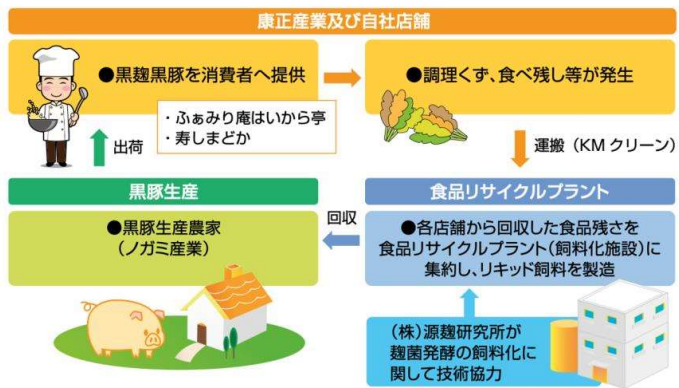 康正産業及び自社店舗
●黒麹黒豚を消費者へ提供
・ふぁみり庵はいから亭
・寿しまどか
●調理くず、食べ残し等が発生
出荷
運搬（KMクリーン）
黒豚生産
●黒豚生産農家
（ノガミ産業）
回収
食品リサイクルプラント
●各店舗から回収した食品残さを
食品リサイクルプラント（飼料化施設）に
集約し、リキッド飼料を製造
（株）源麹研究所が
麹菌発酵の飼料化に
関して技術協力